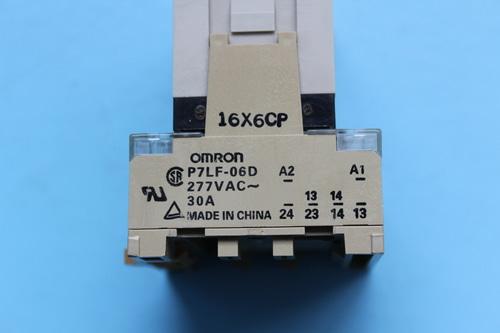 16X6CP
OMRON
P7LF-06D A2 A1
277VAC~
30A 13 14
MADE IN CHINA 24 23 14 13